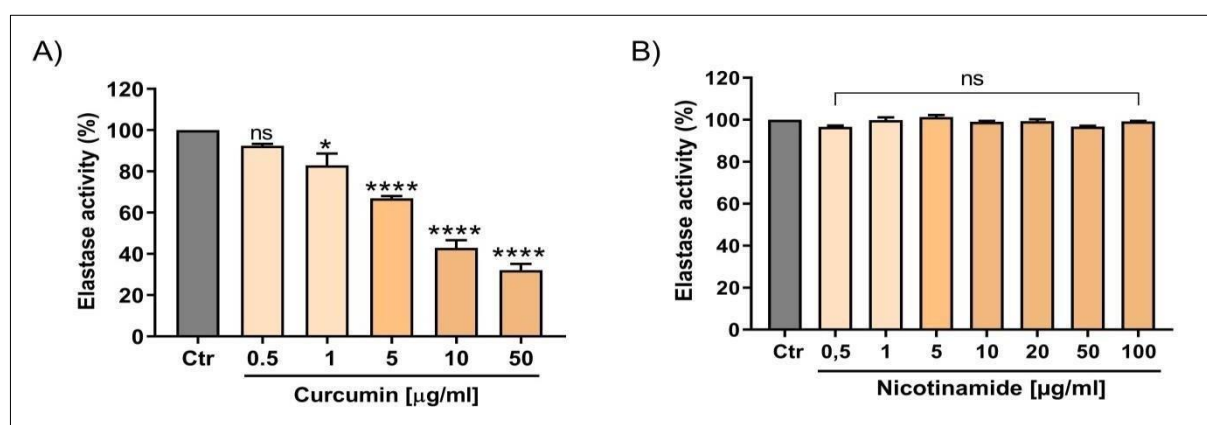 A)
Elastase activity (%)
120
100
80
60
40
20
0
ns
*
****
****
****
Ctr 0.5 1 5 10 50
Curcumin [μg/ml]
B)
Elastase activity (%)
120
100
80
60
40
20
0
ns
Ctr 0,5 1 5 10 20 50 100
Nicotinamide [µg/ml]